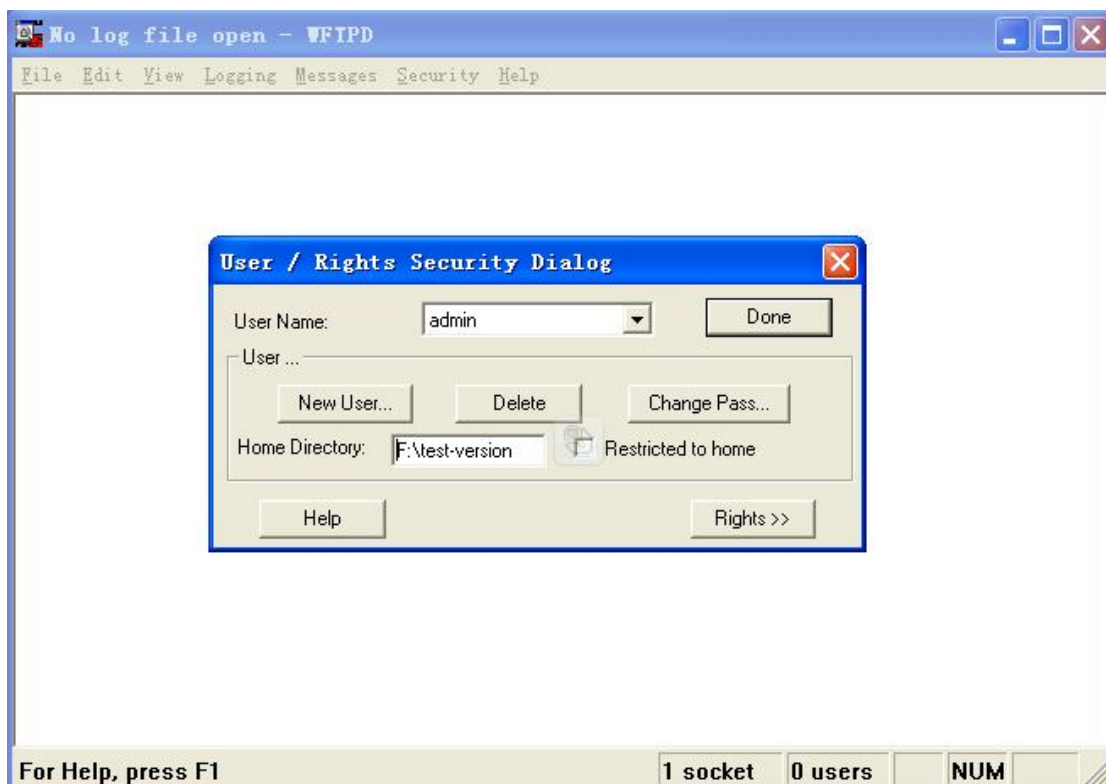 No log file open - WFTPD
File Edit View Logging Messages Security Help
User / Rights Security Dialog
User Name: admin Done
User ...
New User... Delete Change Pass...
Home Directory: F:\test-version Restricted to home
Help Rights >>
For Help, press F1 1 socket 0 users NUM